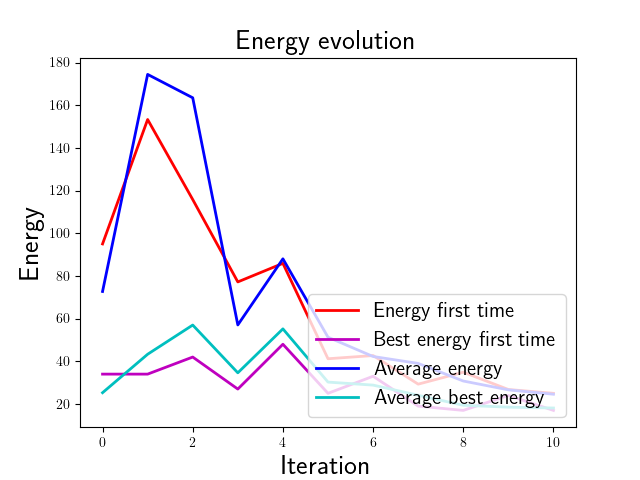 Energy evolution
180
160
140
120
100
80
60
40
20
Energy
Energy first time
Best energy first time
Average energy
Average best energy
0 2 4 6 8 10
Iteration